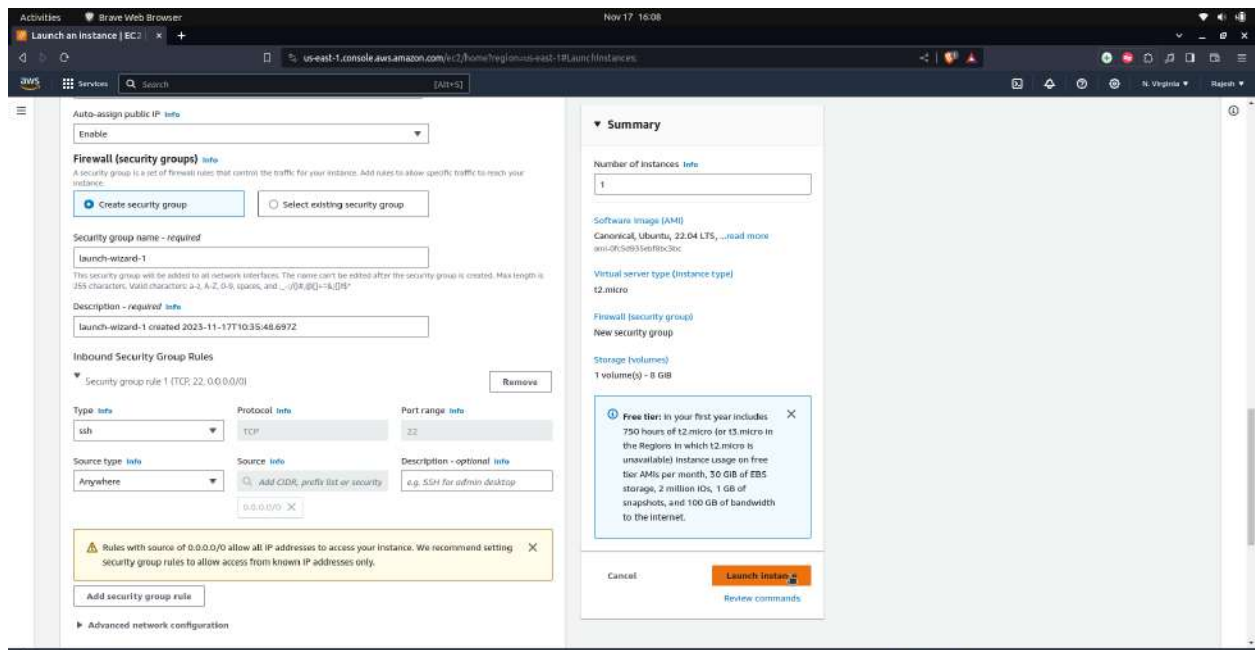 Activities
Brave Web Browser
Nov 17 16:08
Launch an instance | EC2
us-east-1.console.aws.amazon.com/ec2/home?region=us-east-1#LaunchInstances:
aws
Services
Search
[Alt+S]
N. Virginia
Rajesh
Auto-assign public IP Info
Enable
Firewall (security groups) Info
A security group is a set of firewall rules that control the traffic for your instance. Add rules to allow specific traffic to reach your
instance.
Create security group
Select existing security group
Security group name - required
launch-wizard-1
This security group will be added to all network interfaces. The name can't be edited after the security group is created. Max length is
255 characters. Valid characters: a-z, A-Z, 0-9, spaces, and
Description - required Info
launch-wizard-1 created 2023-11-17T10:35:48.697Z
Inbound Security Group Rules
Security group rule 1 (TCP, 22, 0.0.0.0/0)
Remove
Type Info
Protocol Info
Port range Info
ssh
TCP
22
Source type Info
Source Info
Description - optional Info
Anywhere
Add CIDR, prefix list or security
e.g. SSH for admin desktop
0.0.0.0/0
Rules with source of 0.0.0.0/0 allow all IP addresses to access your instance. We recommend setting
security group rules to allow access from known IP addresses only.
Add security group rule
Advanced network configuration
Summary
Number of instances Info
1
Software Image (AMI)
Canonical, Ubuntu, 22.04 LTS, ...read more
Virtual server type (instance type)
t2.micro
Firewall (security group)
New security group
Storage (volumes)
1 volume(s) - 8 GiB
Free tier: In your first year includes
750 hours of t2.micro (or t3.micro in
the Regions in which t2.micro is
unavailable) instance usage on free
tier AMIs per month, 30 GiB of EBS
storage, 2 million IOs, 1 GB of
snapshots, and 100 GB of bandwidth
to the internet.
Cancel
Launch instan
Review commands